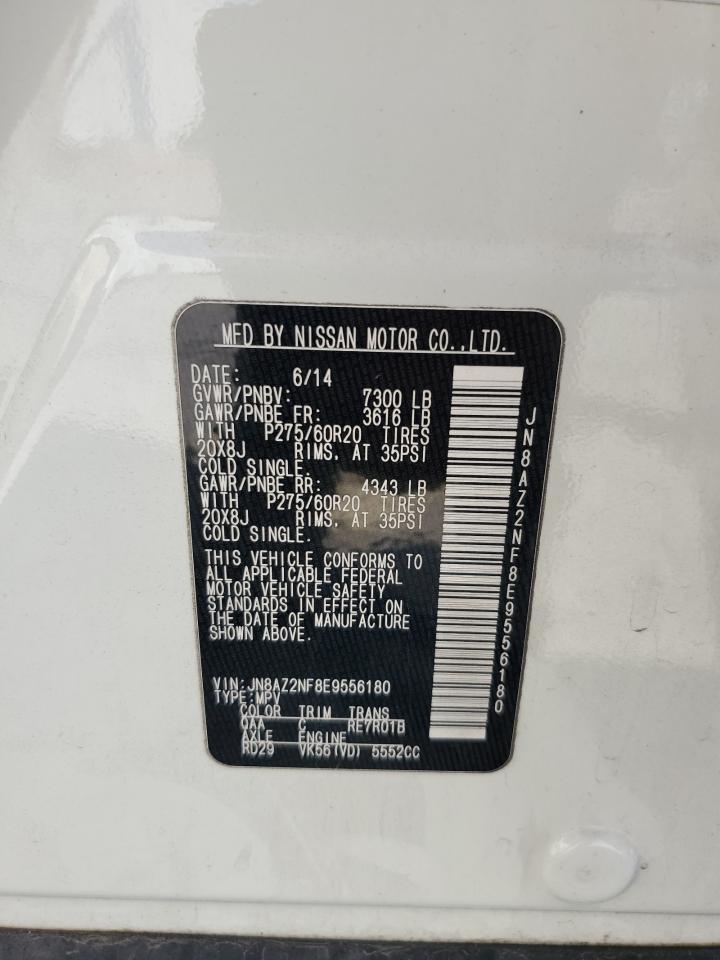 MFD BY NISSAN MOTOR CO.,LTD.
DATE: 6/14
GVWR/PNBV: 7300 LB
GAWR/PNBE FR: 3616 LB
WITH P275/60R20 TIRES
20X8J RIMS, AT 35PSI
COLD SINGLE.
GAWR/PNBE RR: 4343 LB
WITH P275/60R20 TIRES
20X8J RIMS, AT 35PSI
COLD SINGLE.
THIS VEHICLE CONFORMS TO
ALL APPLICABLE FEDERAL
MOTOR VEHICLE SAFETY
STANDARDS IN EFFECT ON
THE DATE OF MANUFACTURE
SHOWN ABOVE.
VIN: JN8AZ2NF8E9556180
TYPE: MPV
COLOR TRIM TRANS
QAA C RE7R01B
AXLE ENGINE
RD29 VK56(VD) 5552CC
JN8AZ2NF8E9556180